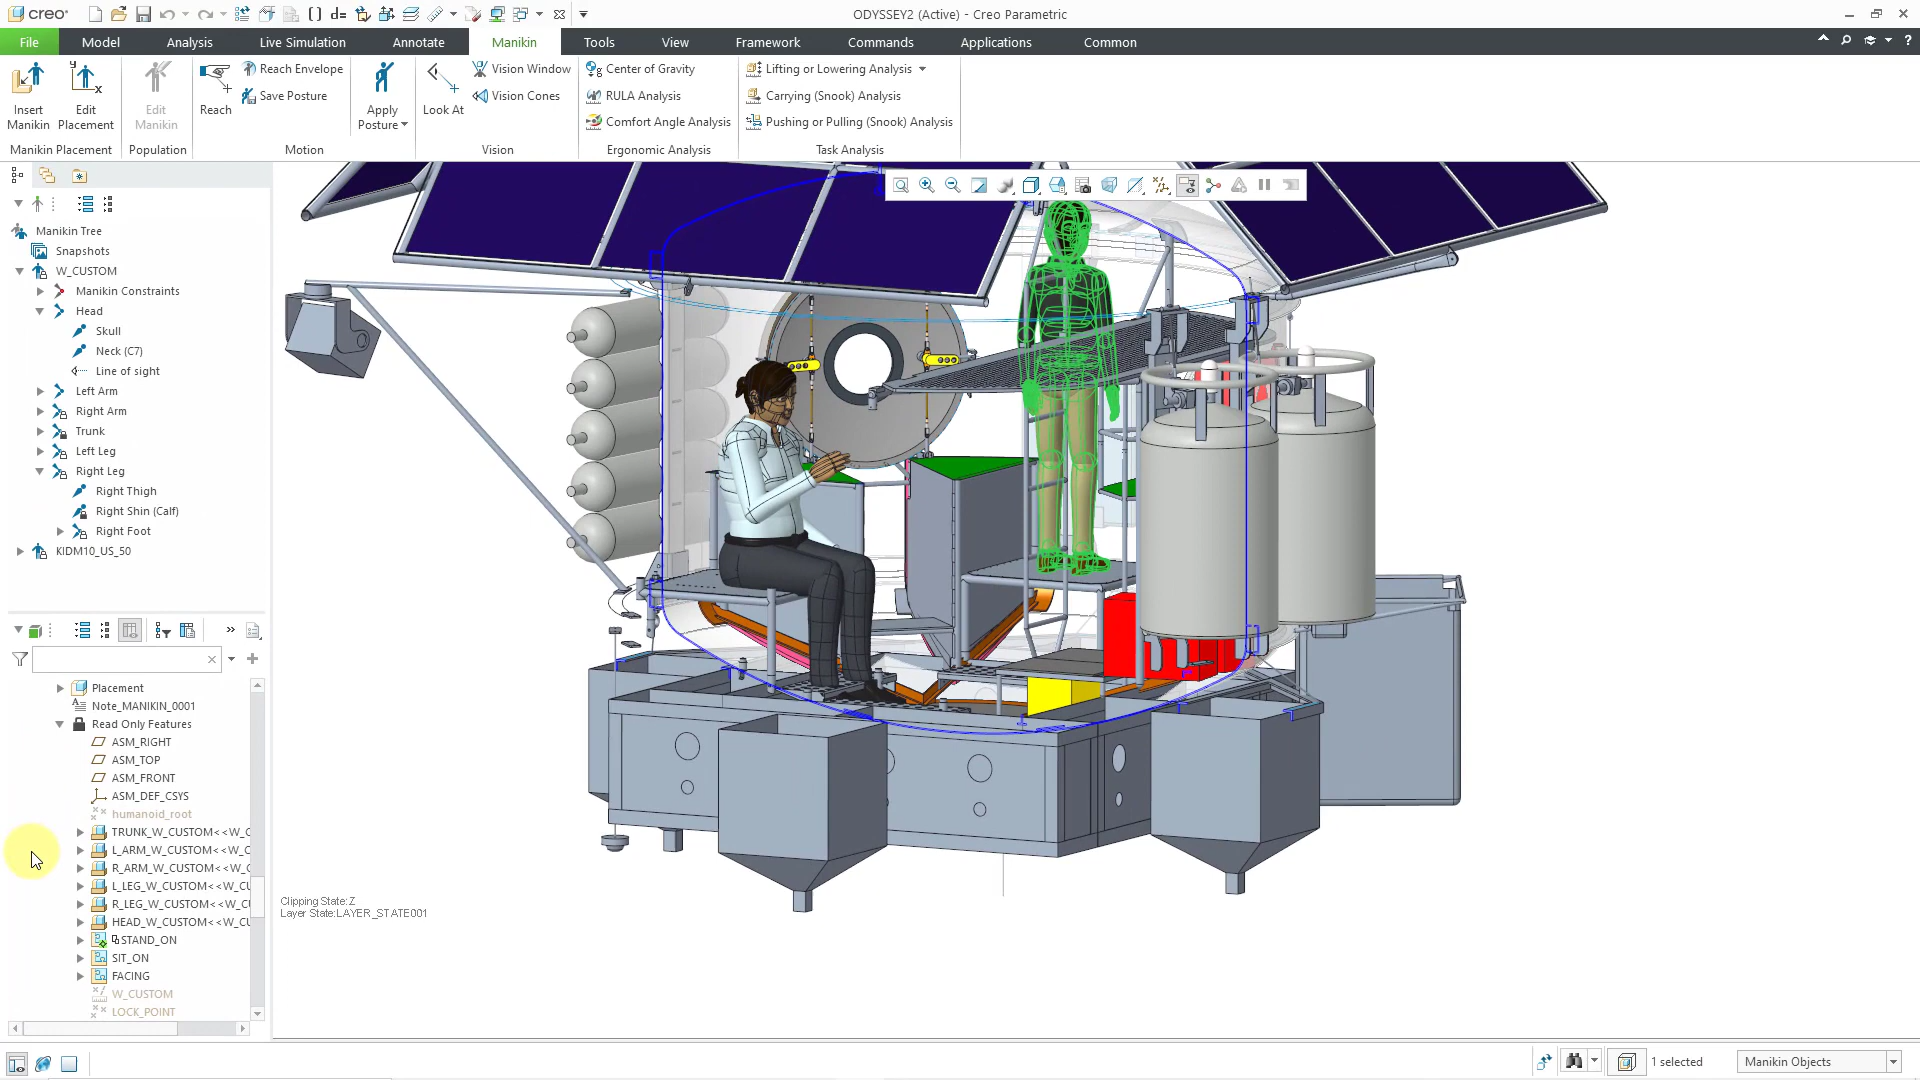 creo
ODYSSEY2 (Active) - Creo Parametric
File
Model
Analysis
Live Simulation
Annotate
Manikin
Tools
View
Framework
Commands
Applications
Common
Insert
Manikin
Edit
Placement
Edit
Manikin
Reach
Reach Envelope
Save Posture
Apply
Posture
Look At
Vision Window
Vision Cones
Center of Gravity
RULA Analysis
Comfort Angle Analysis
Lifting or Lowering Analysis
Carrying (Snook) Analysis
Pushing or Pulling (Snook) Analysis
Manikin Placement
Population
Motion
Vision
Ergonomic Analysis
Task Analysis
Manikin Tree
Snapshots
W_CUSTOM
Manikin Constraints
Head
Skull
Neck (C7)
Line of sight
Left Arm
Right Arm
Trunk
Left Leg
Right Leg
Right Thigh
Right Shin (Calf)
Right Foot
KIDM10_US_50
Placement
Note_MANIKIN_0001
Read Only Features
ASM_RIGHT
ASM_TOP
ASM_FRONT
ASM_DEF_CSYS
humanoid_root
TRUNK_W_CUSTOM<<W_C
L_ARM_W_CUSTOM<<W_C
R_ARM_W_CUSTOM<<W_C
L_LEG_W_CUSTOM<<W_CU
R_LEG_W_CUSTOM<<W_CU
HEAD_W_CUSTOM<<W_CU
STAND_ON
SIT_ON
FACING
W_CUSTOM
LOCK_POINT
Clipping State:Z
Layer State:LAYER_STATE001
1 selected
Manikin Objects